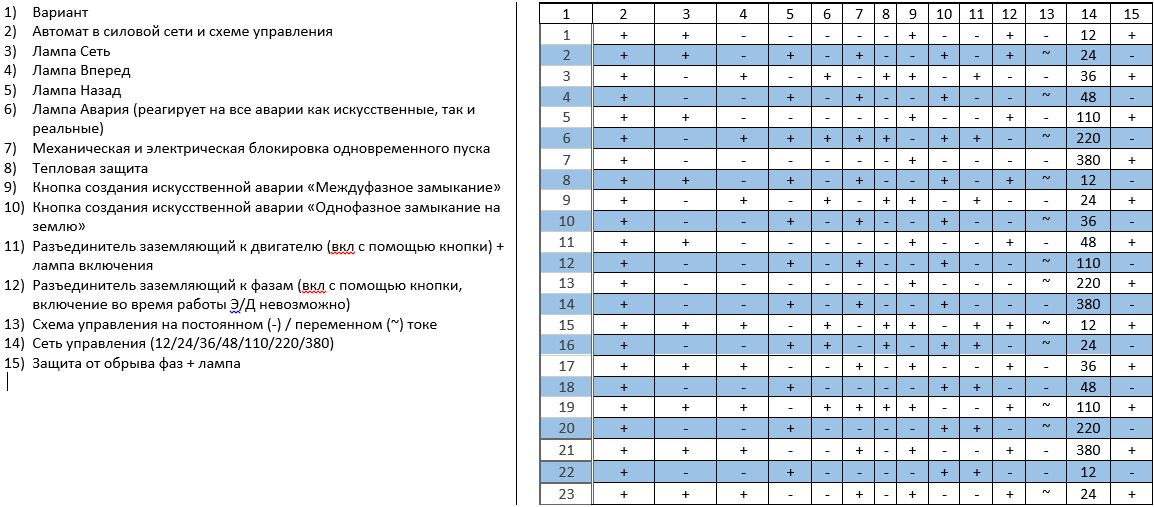 1) Вариант
2) Автомат в силовой сети и схеме управления
3) Лампа Сеть
4) Лампа Вперед
5) Лампа Назад
6) Лампа Авария (реагирует на все аварии как искусственные, так и
реальные)
7) Механическая и электрическая блокировка одновременного пуска
8) Тепловая защита
9) Кнопка создания искусственной аварии «Междуфазное замыкание»
10) Кнопка создания искусственной аварии «Однофазное замыкание на
землю»
11) Разъединитель заземляющий к двигателю (вкл с помощью кнопки) +
лампа включения
12) Разъединитель заземляющий к фазам (вкл с помощью кнопки,
включение во время работы Э/Д невозможно)
13) Схема управления на постоянном (-) / переменном (~) токе
14) Сеть управления (12/24/36/48/110/220/380)
15) Защита от обрыва фаз + лампа
1 2 3 4 5 6 7 8 9 10 11 12 13 14 15
1 + + - - - - - + - - + - 12 +
2 + + - + - + - - + - + ~ 24 -
3 + - + - + - + + - + - - 36 +
4 + - - + - + - - + - - ~ 48 -
5 + + - - - - - + - - + - 110 +
6 + - + + + + + - + + - ~ 220 -
7 + - - - - - - + - - - - 380 +
8 + + - + - + - - + - + ~ 12 -
9 + - + - + - + + - + - - 24 +
10 + - - + - + - - + - - ~ 36 -
11 + + - - - - - + - - + - 48 +
12 + - - + - + - - + - - ~ 110 -
13 + - - - - - - + - - - ~ 220 +
14 + - - + - + - - + - - - 380 -
15 + + + - + - + + - + + ~ 12 +
16 + - - + + - + - + + - ~ 24 -
17 + + + - - + - + - - + - 36 +
18 + - - + - - - - + + - - 48 -
19 + + + - + + + + - - + ~ 110 +
20 + - - + - - - - + + - ~ 220 -
21 + + + - - + - + - - + - 380 +
22 + - - + - - - - + + - - 12 -
23 + + + - - + - + - - + ~ 24 +